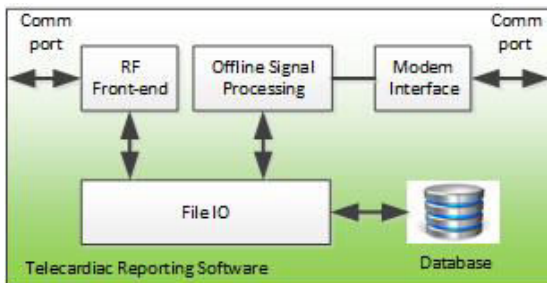 Comm
port
Comm
port
RF
Front-end
Offline Signal
Processing
Modem
Interface
File IO
Telecardiac Reporting Software
Database